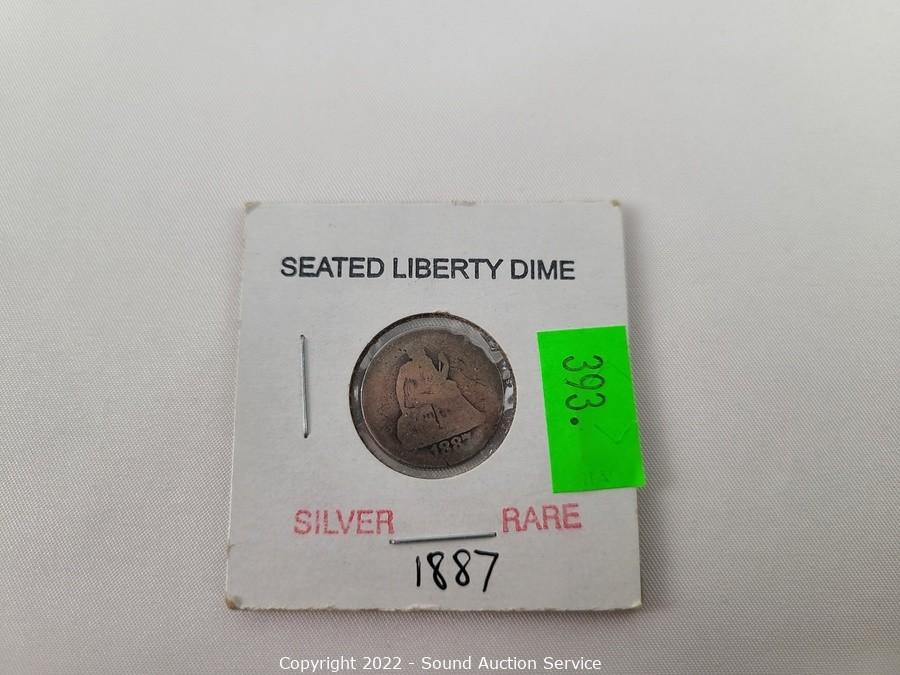 SEATED LIBERTY DIME
393.
1887
SILVER RARE
1887
Copyright 2022 - Sound Auction Service